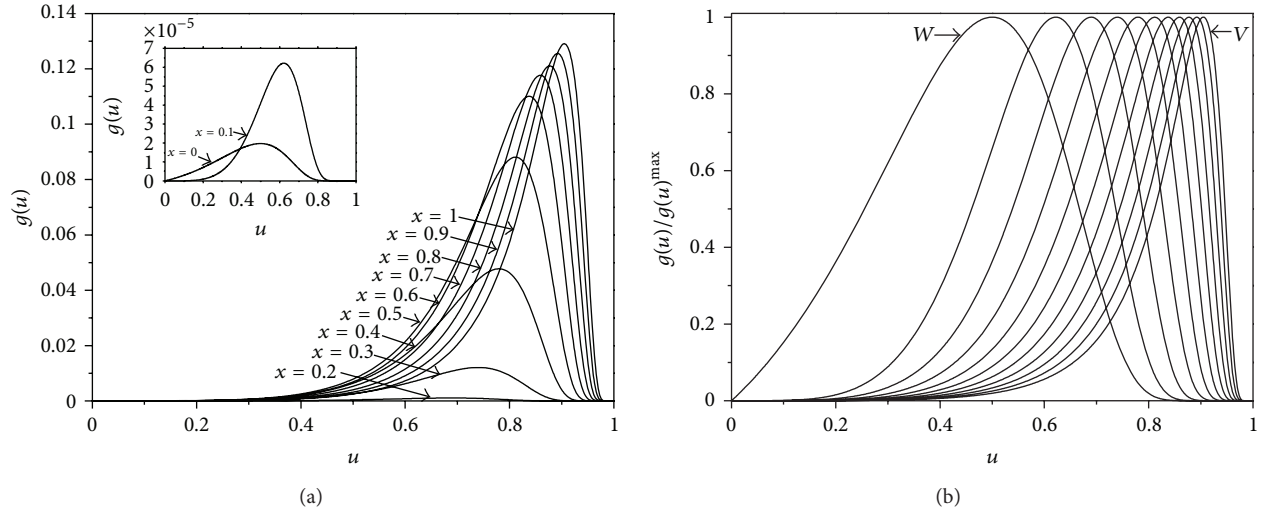 0.14
0.12
0.1
0.08
0.06
0.04
0.02
0
g(u)
0 0.2 0.4 0.6 0.8 1
u
×10⁻⁵
7
6
5
4
3
2
1
0
g(u)
0 0.2 0.4 0.6 0.8 1
u
x = 0.1
x = 0
x = 1
x = 0.9
x = 0.8
x = 0.7
x = 0.6
x = 0.5
x = 0.4
x = 0.3
x = 0.2
(a)
1
0.8
0.6
0.4
0.2
0
g(u)/g(u)^max
W
V
0 0.2 0.4 0.6 0.8 1
u
(b)